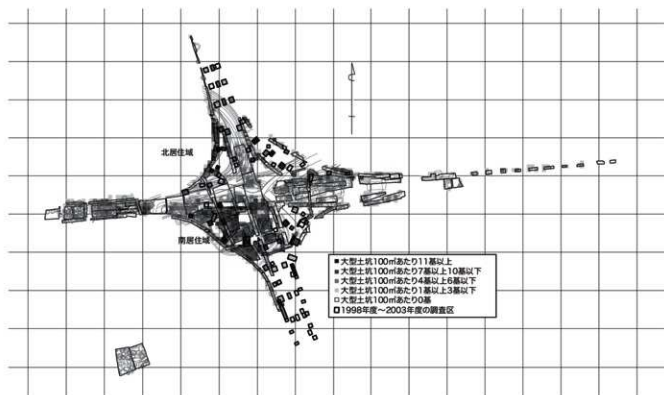 北居住域
南居住域
■大型土坑100㎡あたり11基以上
■大型土坑100㎡あたり7基以上10基以下
■大型土坑100㎡あたり4基以上6基以下
■大型土坑100㎡あたり1基以上3基以下
□大型土坑100㎡あたり0基
□1998年度～2003年度の調査区